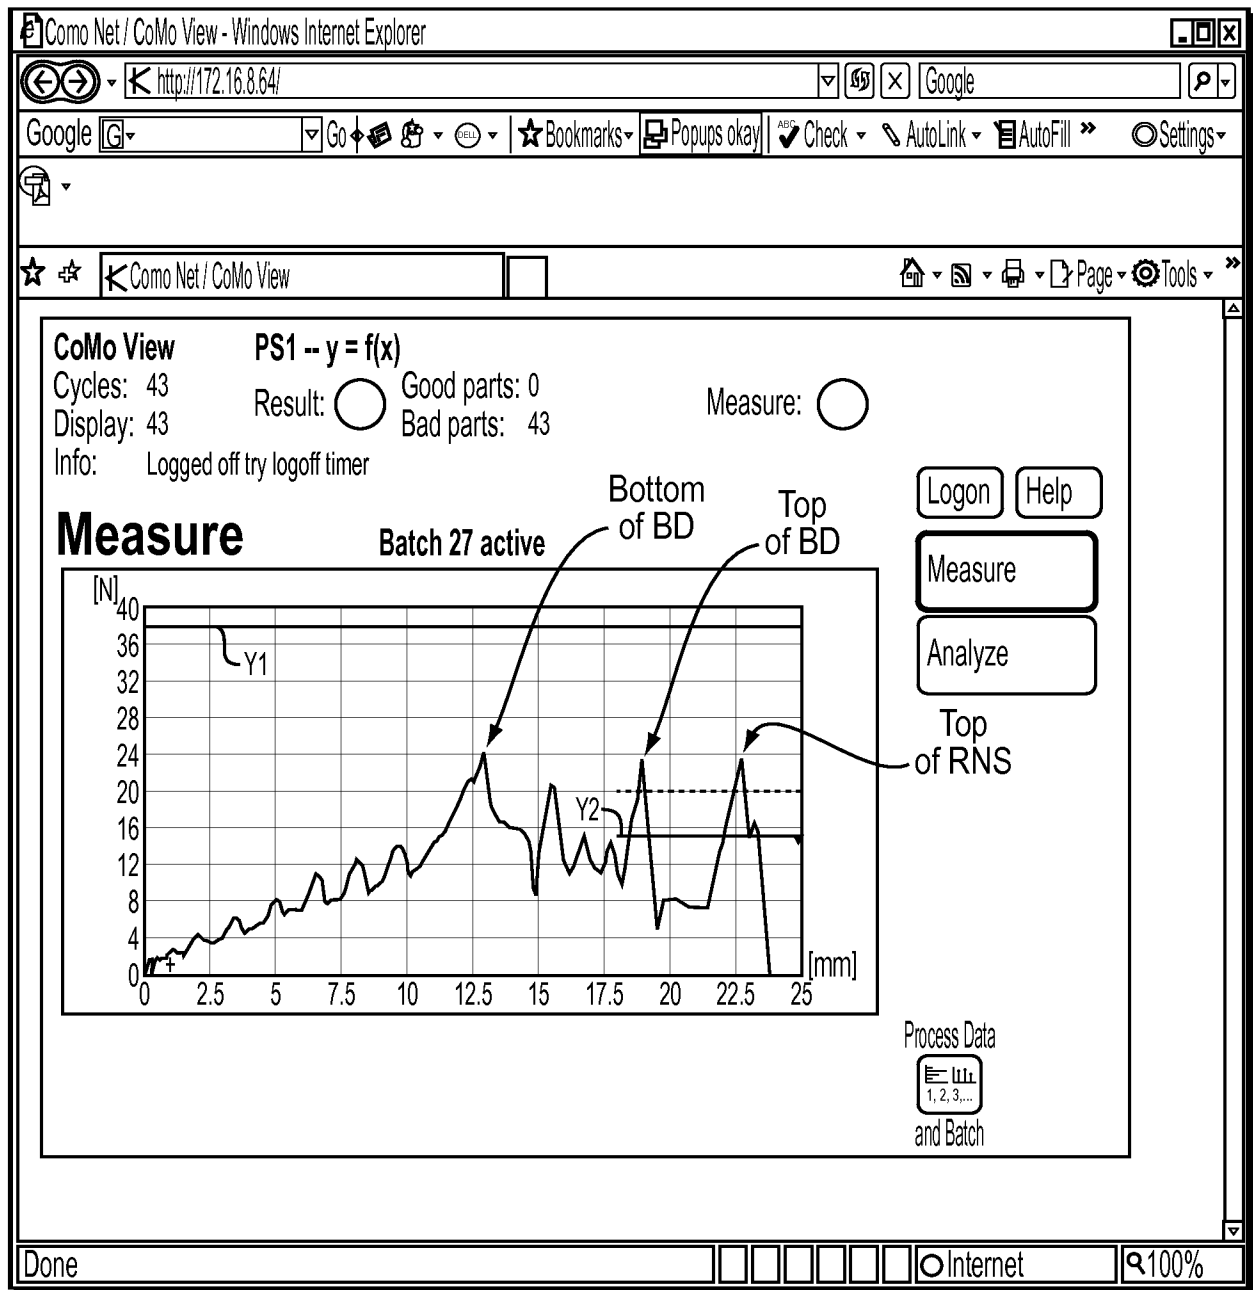 Como Net / CoMo View - Windows Internet Explorer
http://172.16.8.64/
Google
Google G Go DELL Bookmarks Popups okay ABC Check AutoLink AutoFill » Settings
Como Net / CoMo View
Page Tools »
CoMo View PS1 -- y = f(x)
Cycles: 43
Display: 43
Result:
Good parts: 0
Bad parts: 43
Measure:
Info: Logged off try logoff timer
Logon Help
Measure
Batch 27 active
Bottom
of BD
Top
of BD
Measure
Analyze
Top
of RNS
[N]
40
36
32
28
24
20
16
12
8
4
0
Y1
Y2
0 2.5 5 7.5 10 12.5 15 17.5 20 22.5 25
[mm]
Process Data
1, 2, 3,...
and Batch
Done Internet 100%